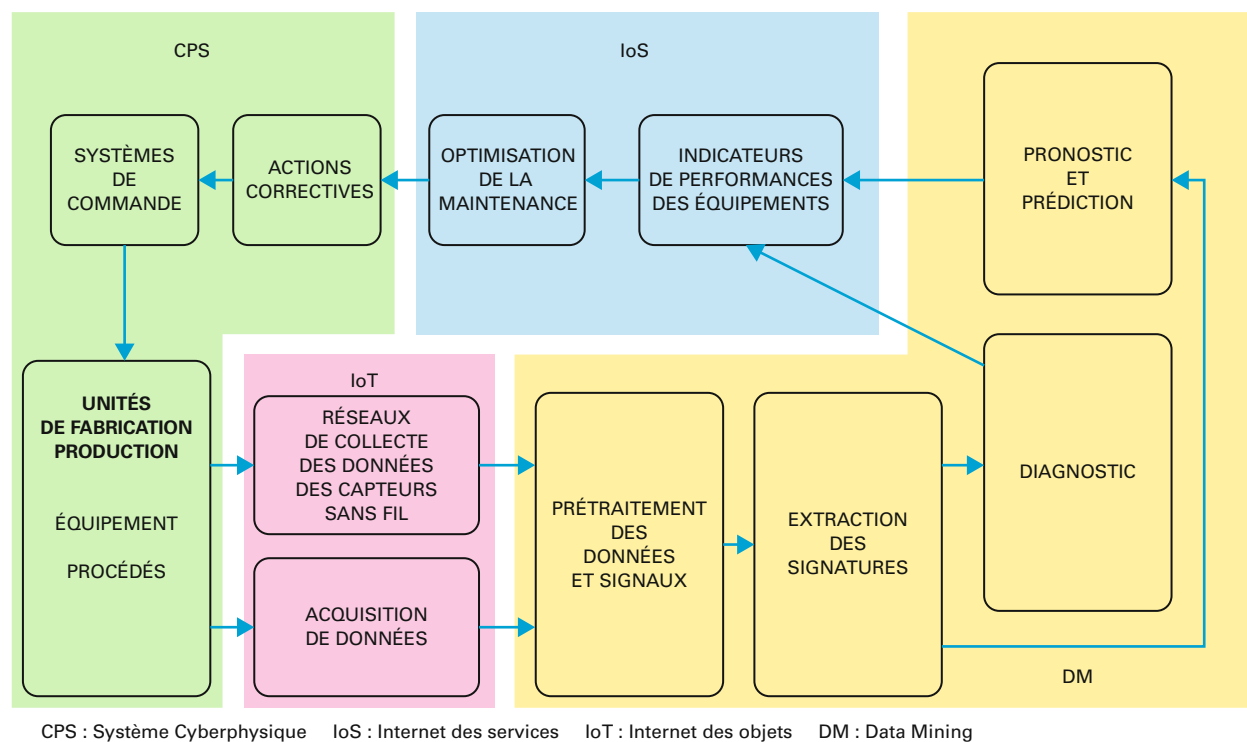 CPS
IoS
SYSTÈMES
DE
COMMANDE
ACTIONS
CORRECTIVES
OPTIMISATION
DE LA
MAINTENANCE
INDICATEURS
DE PERFORMANCES
DES ÉQUIPEMENTS
PRONOSTIC
ET
PRÉDICTION
UNITÉS
DE FABRICATION
PRODUCTION
ÉQUIPEMENT
PROCÉDÉS
IoT
RÉSEAUX
DE COLLECTE
DES DONNÉES
DES CAPTEURS
SANS FIL
ACQUISITION
DE DONNÉES
PRÉTRAITEMENT
DES
DONNÉES
ET SIGNAUX
EXTRACTION
DES
SIGNATURES
DIAGNOSTIC
DM
CPS : Système Cyberphysique IoS : Internet des services IoT : Internet des objets DM : Data Mining